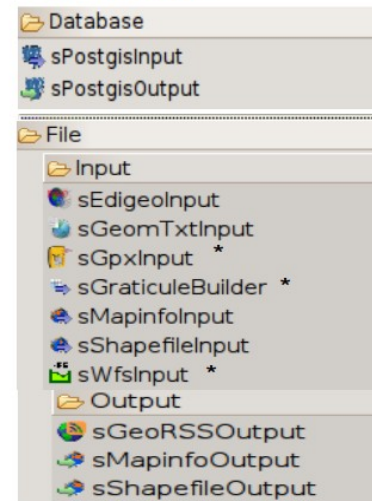 Database
sPostgisInput
sPostgisOutput
File
Input
sEdigeoInput
sGeomTxtInput
sGpxInput *
sGraticuleBuilder *
sMapinfoInput
sShapefileInput
sWfsInput *
Output
sGeoRSSOutput
sMapinfoOutput
sShapefileOutput